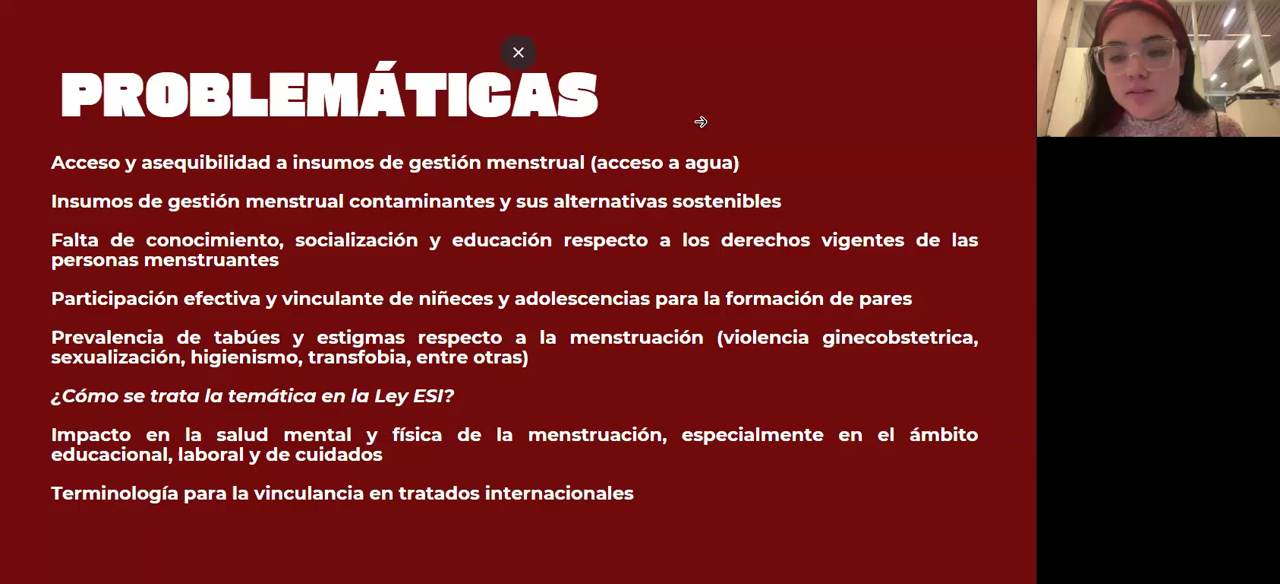 PROBLEMÁTICAS
Acceso y asequibilidad a insumos de gestión menstrual (acceso a agua)
Insumos de gestión menstrual contaminantes y sus alternativas sostenibles
Falta de conocimiento, socialización y educación respecto a los derechos vigentes de las
personas menstruantes
Participación efectiva y vinculante de niñeces y adolescencias para la formación de pares
Prevalencia de tabúes y estigmas respecto a la menstruación (violencia ginecobstetrica,
sexualización, higienismo, transfobia, entre otras)
¿Cómo se trata la temática en la Ley ESI?
Impacto en la salud mental y física de la menstruación, especialmente en el ámbito
educacional, laboral y de cuidados
Terminología para la vinculancia en tratados internacionales